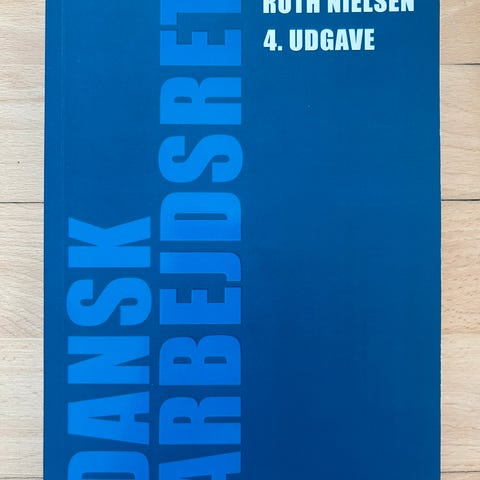 RUTH NIELSEN
4. UDGAVE
DANSK
ARBEJDSRET